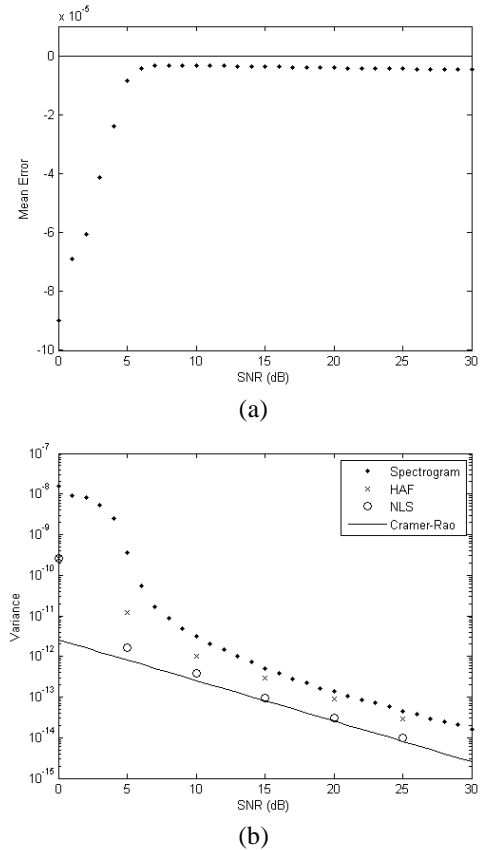 x 10^-5
0
-2
-4
-6
-8
-10
Mean Error
0 5 10 15 20 25 30
SNR (dB)
(a)
10^-7
10^-8
10^-9
10^-10
10^-11
10^-12
10^-13
10^-14
10^-15
Variance
Spectrogram
HAF
NLS
Cramer-Rao
0 5 10 15 20 25 30
SNR (dB)
(b)